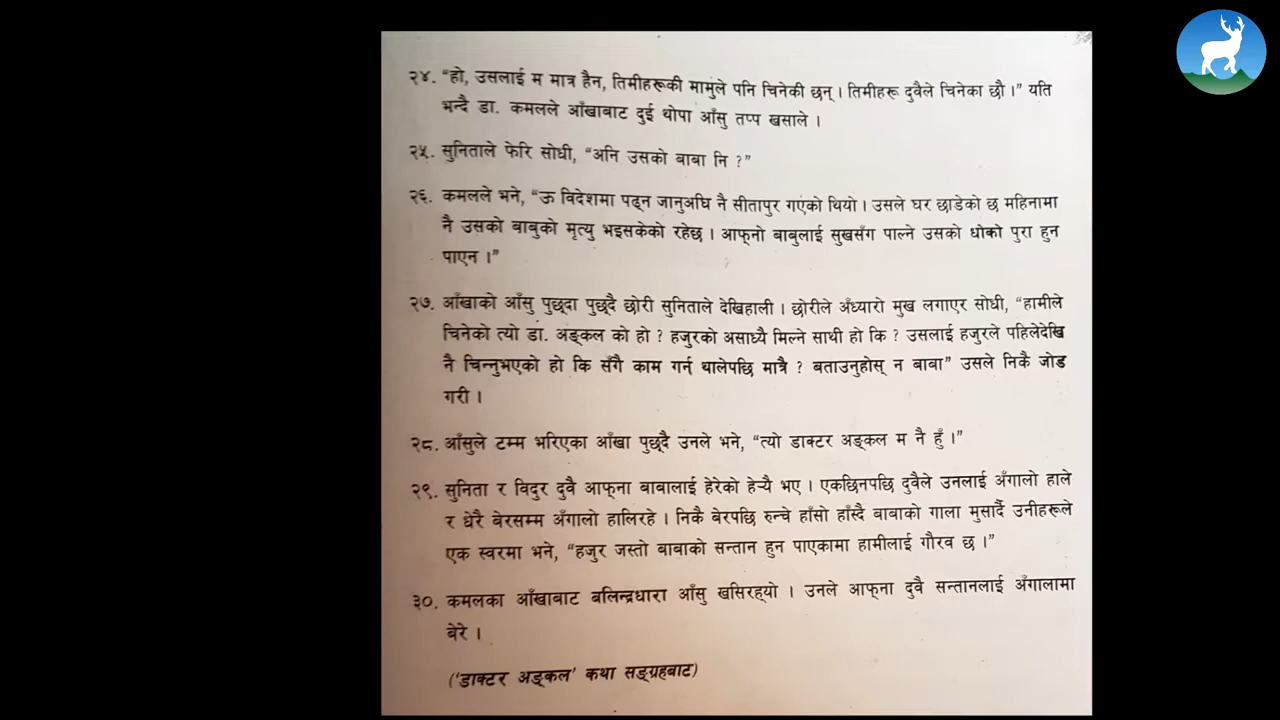 २४. “हो, उसलाई म मात्र हैन, तिमीहरूकी मामुले पनि चिनेकी छन् । तिमीहरू दुवैले चिनेका छौ ।” यति
भन्दै डा. कमलले आँखाबाट दुई थोपा आँसु तप्प खसाले ।
२५. सुनिताले फेरि सोधी, “अनि उसको बाबा नि ?”
२६. कमलले भने, “ऊ विदेशमा पढ्न जानुअघि नै सीतापुर गएको थियो । उसले घर छाडेको छ महिनामा
नै उसको बाबुको मृत्यु भइसकेको रहेछ । आफ्नो बाबुलाई सुखसँग पाल्ने उसको धोको पुरा हुन
पाएन ।”
२७. आँखाको आँसु पुछ्दा पुछ्दै छोरी सुनिताले देखिहाली । छोरीले अँध्यारो मुख लगाएर सोधी, “हामीले
चिनेको त्यो डा. अङ्कल को हो ? हजुरको असाध्यै मिल्ने साथी हो कि ? उसलाई हजुरले पहिलेदेखि
नै चिन्नुभएको हो कि सँगै काम गर्न थालेपछि मात्रै ? बताउनुहोस् न बाबा” उसले निकै जोड
गरी ।
२८. आँसुले टम्म भरिएका आँखा पुछ्दै उनले भने, “त्यो डाक्टर अङ्कल म नै हुँ ।”
२९. सुनिता र विदुर दुवै आफ्ना बाबालाई हेरेको हेर्‍यै भए । एकछिनपछि दुवैले उनलाई अँगालो हाले
र धेरै बेरसम्म अँगालो हालिरहे । निकै बेरपछि रुन्चे हाँसो हाँस्दै बाबाको गाला मुसार्दै उनीहरूले
एक स्वरमा भने, “हजुर जस्तो बाबाको सन्तान हुन पाएकामा हामीलाई गौरव छ ।”
३०. कमलका आँखाबाट बलिन्द्रधारा आँसु खसिरह्यो । उनले आफ्ना दुवै सन्तानलाई अँगालामा
बेरे ।
(‘डाक्टर अङ्कल’ कथा सङ्ग्रहबाट)